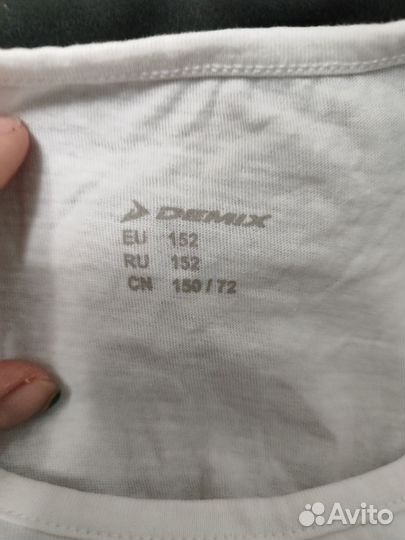 DEMIX
EU 152
RU 152
CN 150 / 72
Avito